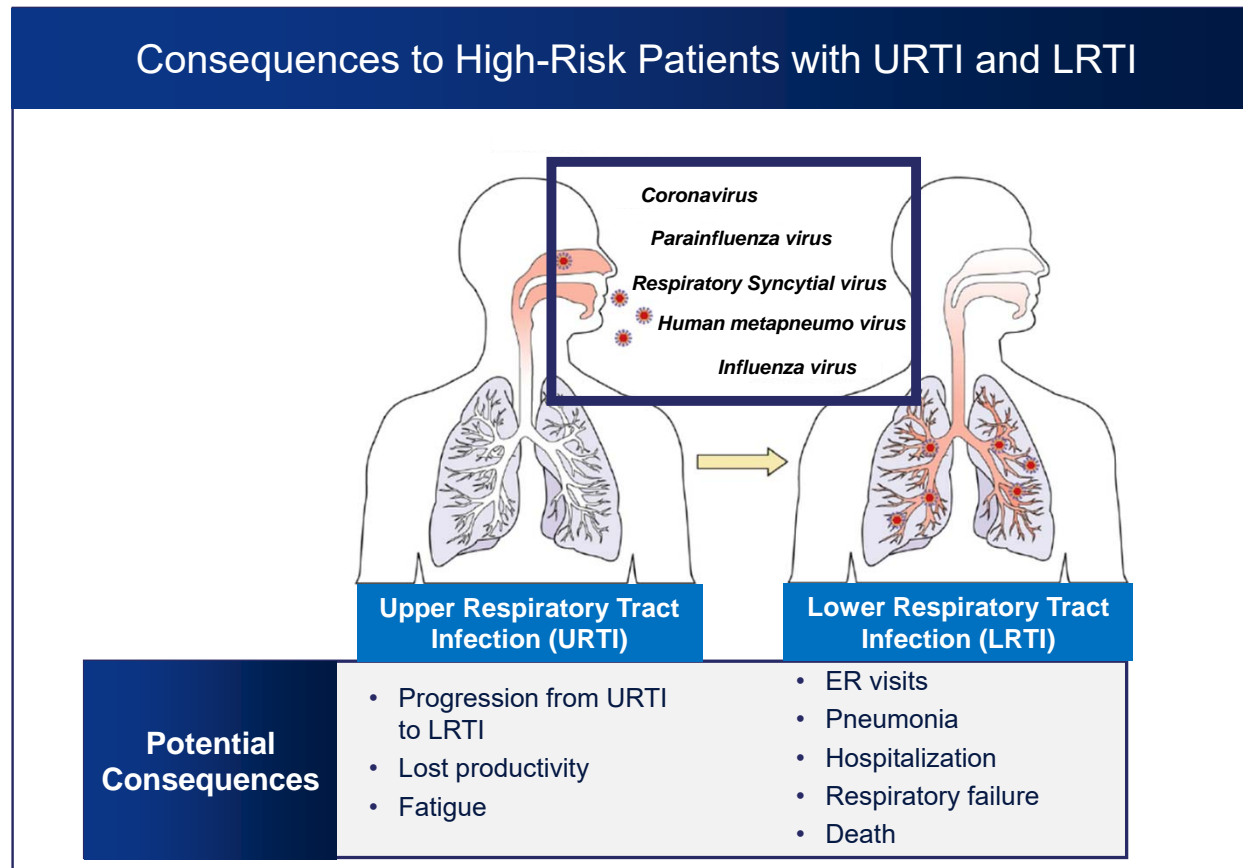 Consequences to High-Risk Patients with URTI and LRTI
Coronavirus
Parainfluenza virus
Respiratory Syncytial virus
Human metapneumo virus
Influenza virus
Upper Respiratory Tract
Infection (URTI)
Lower Respiratory Tract
Infection (LRTI)
Potential
Consequences
• Progression from URTI
to LRTI
• Lost productivity
• Fatigue
• ER visits
• Pneumonia
• Hospitalization
• Respiratory failure
• Death